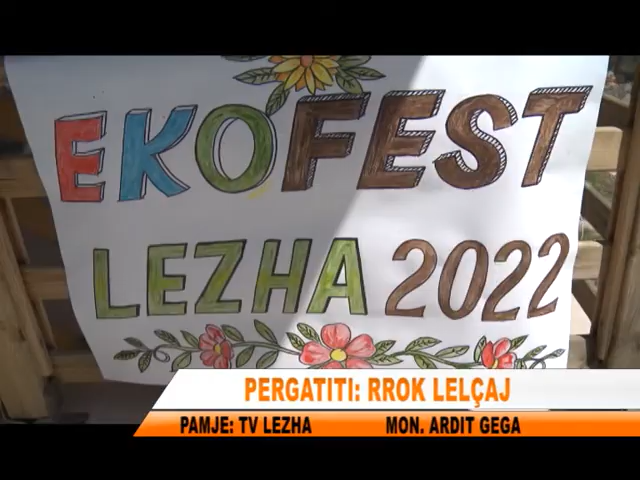 EKOFEST
LEZHA 2022
PERGATITI: RROK LELÇAJ
PAMJE: TV LEZHA MON. ARDIT GEGA